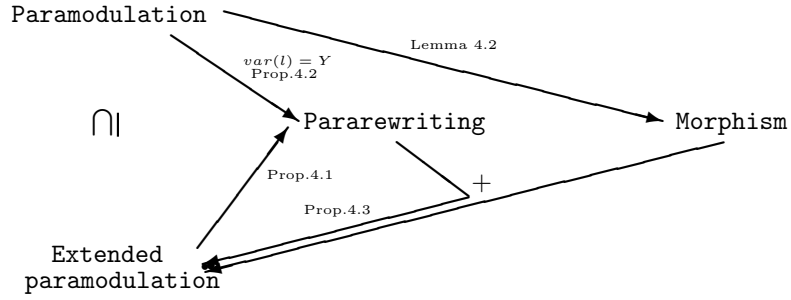 Paramodulation
Lemma 4.2
var(l) = Y
Prop.4.2
⋂|
Pararewriting
Morphism
Prop.4.1
+
Prop.4.3
Extended
paramodulation